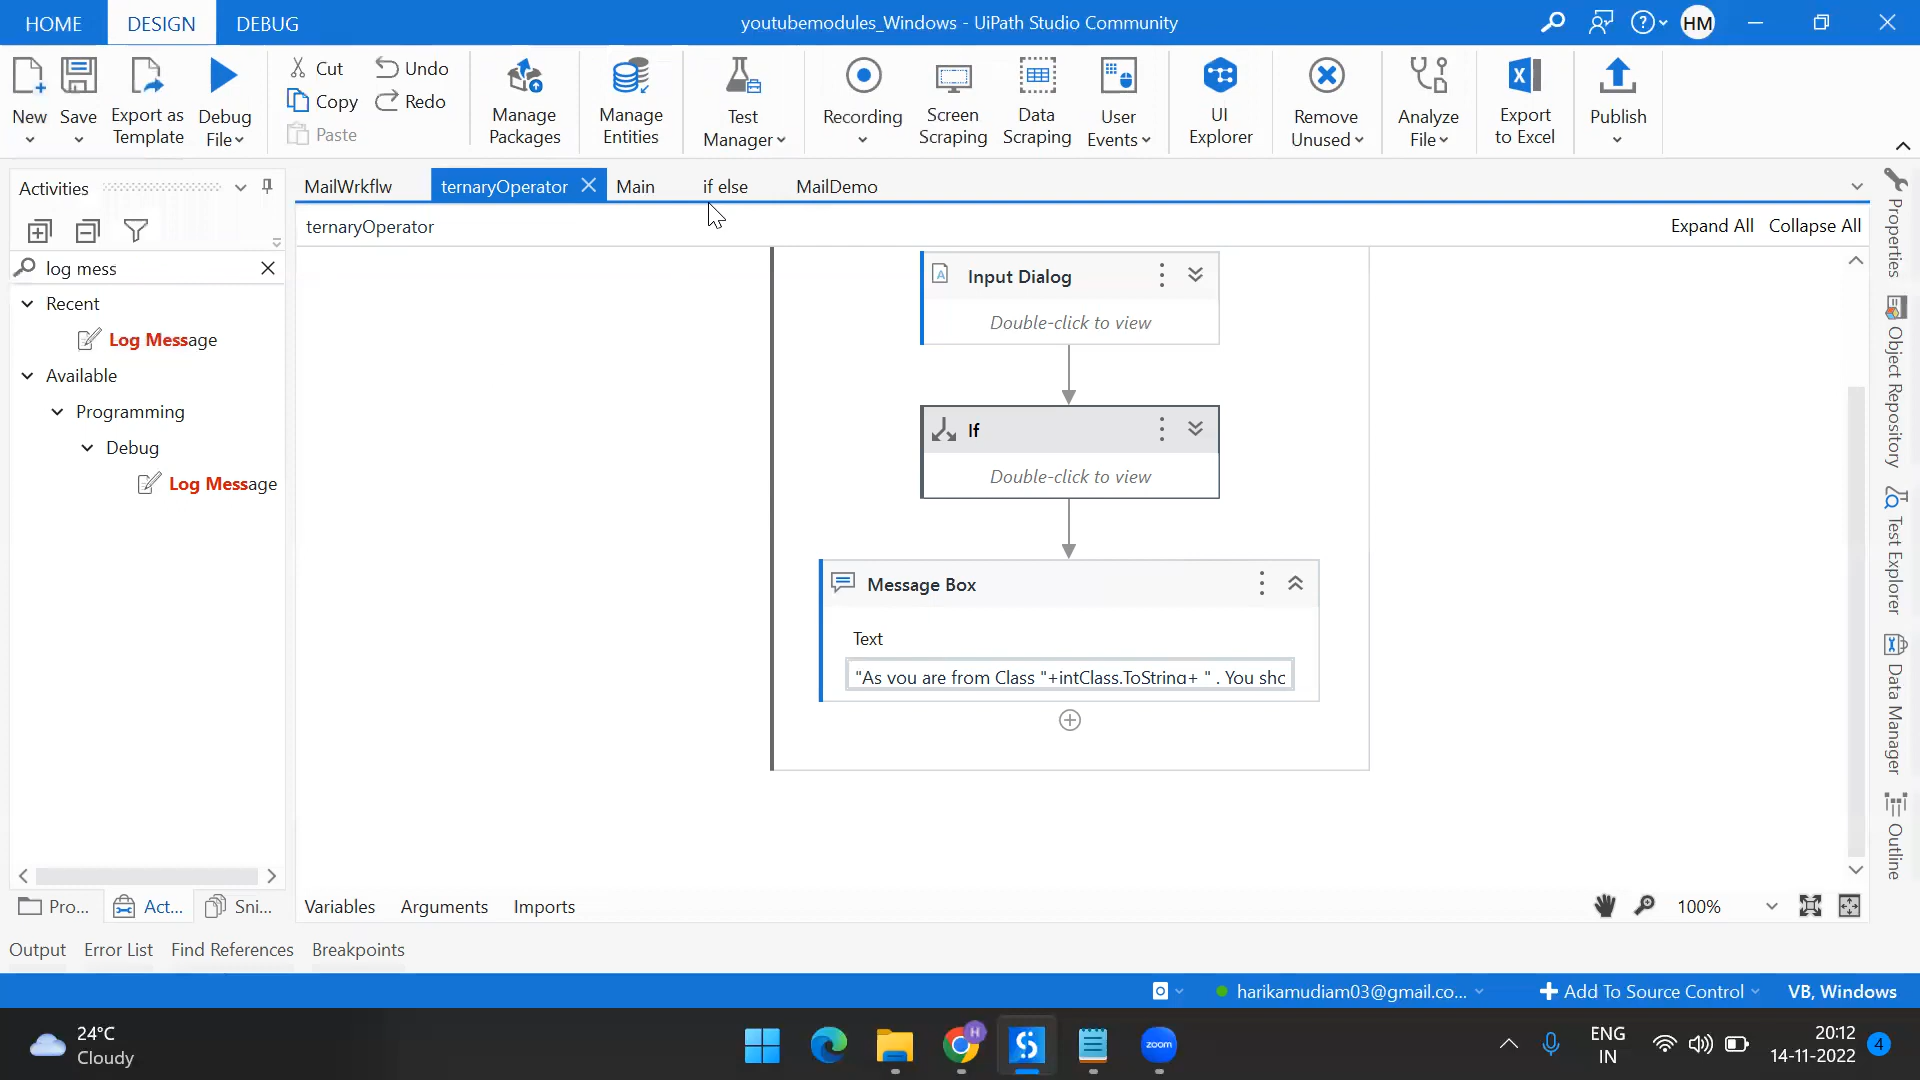 HOME
DESIGN
DEBUG
youtubemodules_Windows - UiPath Studio Community
HM
New
Save
Export as
Template
Debug
File
Cut
Copy
Paste
Undo
Redo
Manage
Packages
Manage
Entities
Test
Manager
Recording
Screen
Scraping
Data
Scraping
User
Events
UI
Explorer
Remove
Unused
Analyze
File
Export
to Excel
Publish
Activities
log mess
Recent
Log Message
Available
Programming
Debug
Log Message
MailWrkflw
ternaryOperator
Main
if else
MailDemo
ternaryOperator
Expand All
Collapse All
Input Dialog
Double-click to view
If
Double-click to view
Message Box
Text
"As you are from Class "+intClass.ToString+ " . You sho
Properties
Object Repository
Test Explorer
Data Manager
Outline
Pro...
Act...
Sni...
Variables
Arguments
Imports
100%
Output
Error List
Find References
Breakpoints
harikamudiam03@gmail.co...
Add To Source Control
VB, Windows
24°C
Cloudy
H
zoom
ENG
IN
20:12
14-11-2022
4